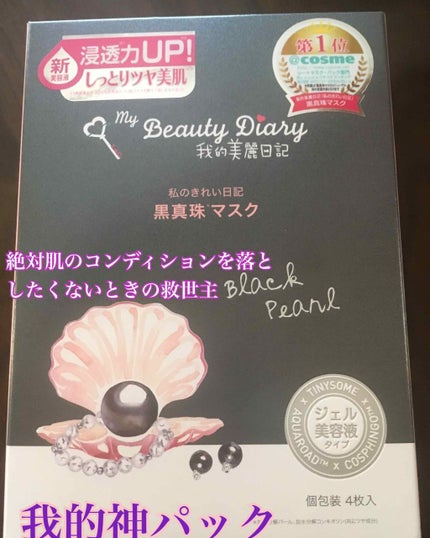 新
美容液
浸透力UP!
しっとりツヤ美肌
第1位
@cosme
黒真珠マスク
My Beauty Diary
我的美麗日記
私のきれい日記
黒真珠*マスク
絶対肌のコンディションを落と
したくないときの救世主
Black
Pearl
TINYSOME x COSPHINGO™ x AQUAROAD™ x
ジェル
美容液
タイプ
個包装 4枚入
我的神パック